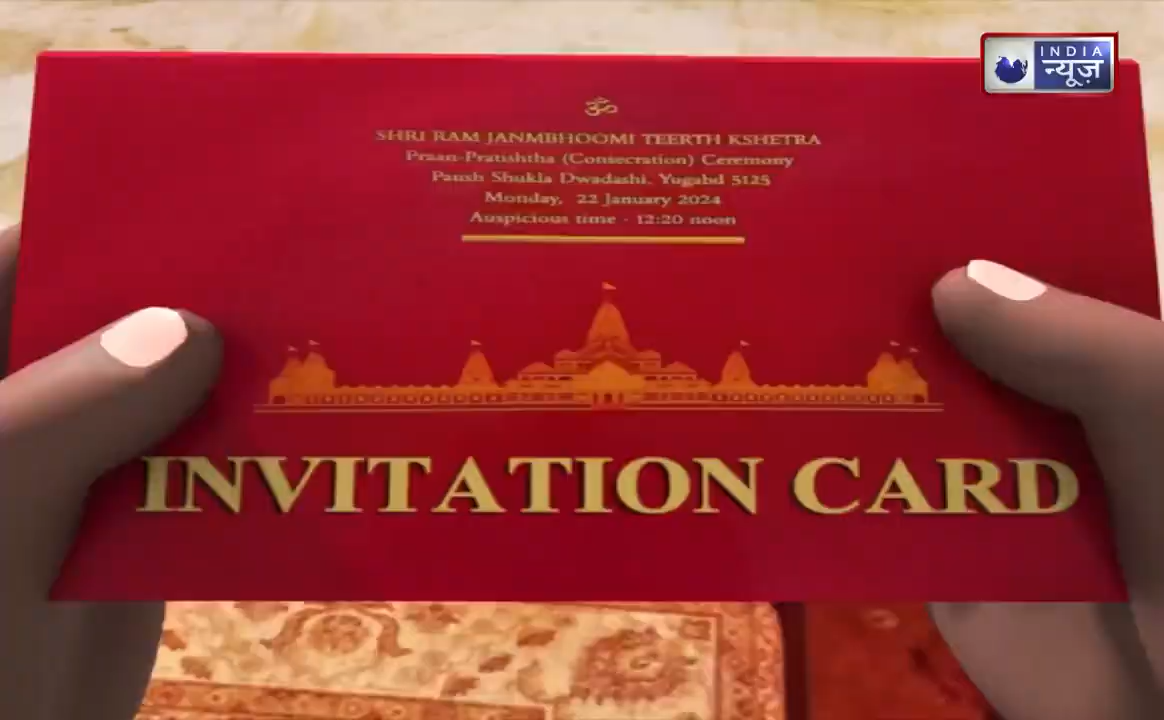 INDIA
न्यूज़
ॐ
SHRI RAM JANMBHOOMI TEERTH KSHETRA
Praan-Pratishtha (Consecration) Ceremony
Paush Shukla Dwadashi, Yugabd 5125
Monday, 22 January 2024
Auspicious time - 12:20 noon
INVITATION CARD